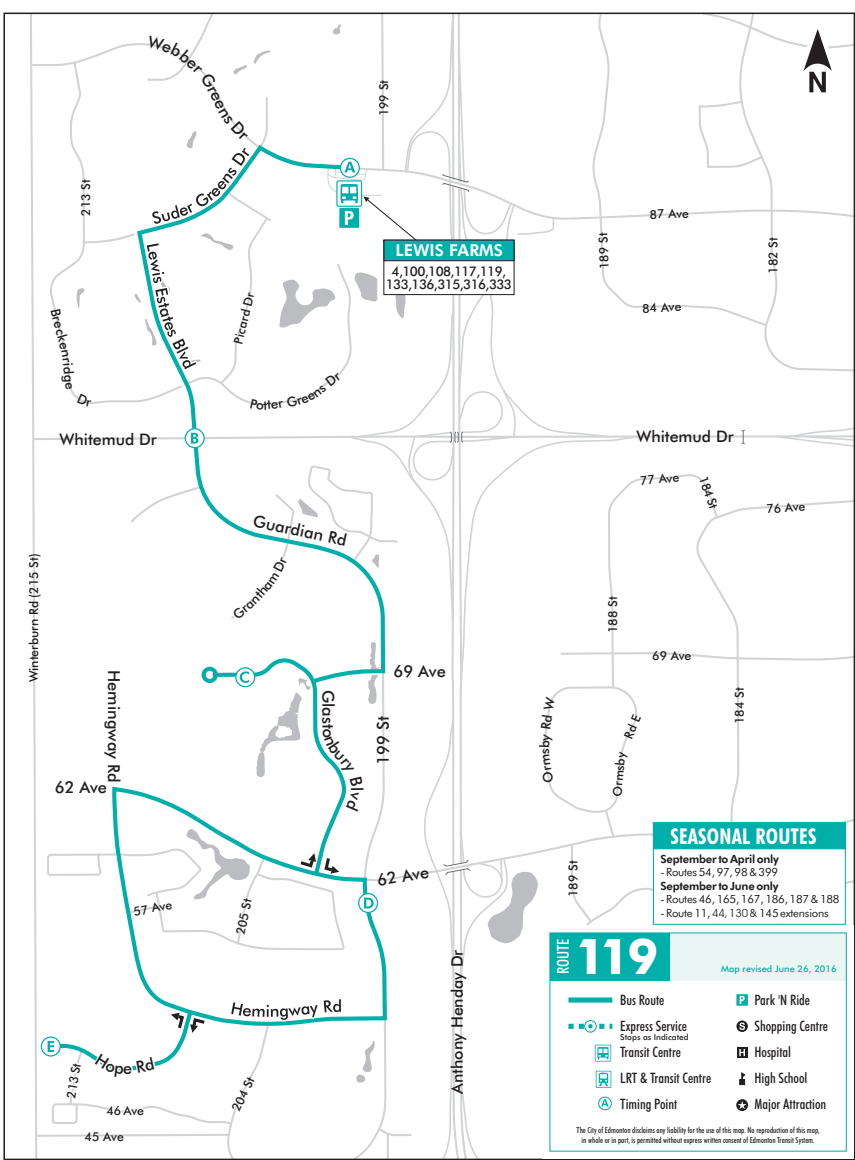 Webber Greens Dr
199 St
N
A
P
213 St
Suder Greens Dr
LEWIS FARMS
4,100,108,117,119,
133,136,315,316,333
87 Ave
189 St
182 St
84 Ave
Lewis Estates Blvd
Breckenridge Dr
Picard Dr
Potter Greens Dr
Whitemud Dr
B
Whitemud Dr
77 Ave
184 St
76 Ave
Guardian Rd
Grantham Dr
Winterburn Rd (215 St)
188 St
69 Ave
69 Ave
C
Hemingway Rd
Glastonbury Blvd
199 St
Ormsby Rd W
Ormsby Rd E
184 St
62 Ave
62 Ave
D
189 St
57 Ave
205 St
Anthony Henday Dr
Hemingway Rd
E
Hope Rd
213 St
204 St
46 Ave
45 Ave
SEASONAL ROUTES
September to April only
- Routes 54, 97, 98 & 399
September to June only
- Routes 46, 165, 167, 186, 187 & 188
- Route 11, 44, 130 & 145 extensions
ROUTE 119
Map revised June 26, 2016
Bus Route
P Park 'N Ride
Express Service
Stops as Indicated
S Shopping Centre
Transit Centre
H Hospital
LRT & Transit Centre
High School
A Timing Point
Major Attraction
The City of Edmonton disclaims any liability for the use of this map. No reproduction of this map,
in whole or in part, is permitted without express written consent of Edmonton Transit System.